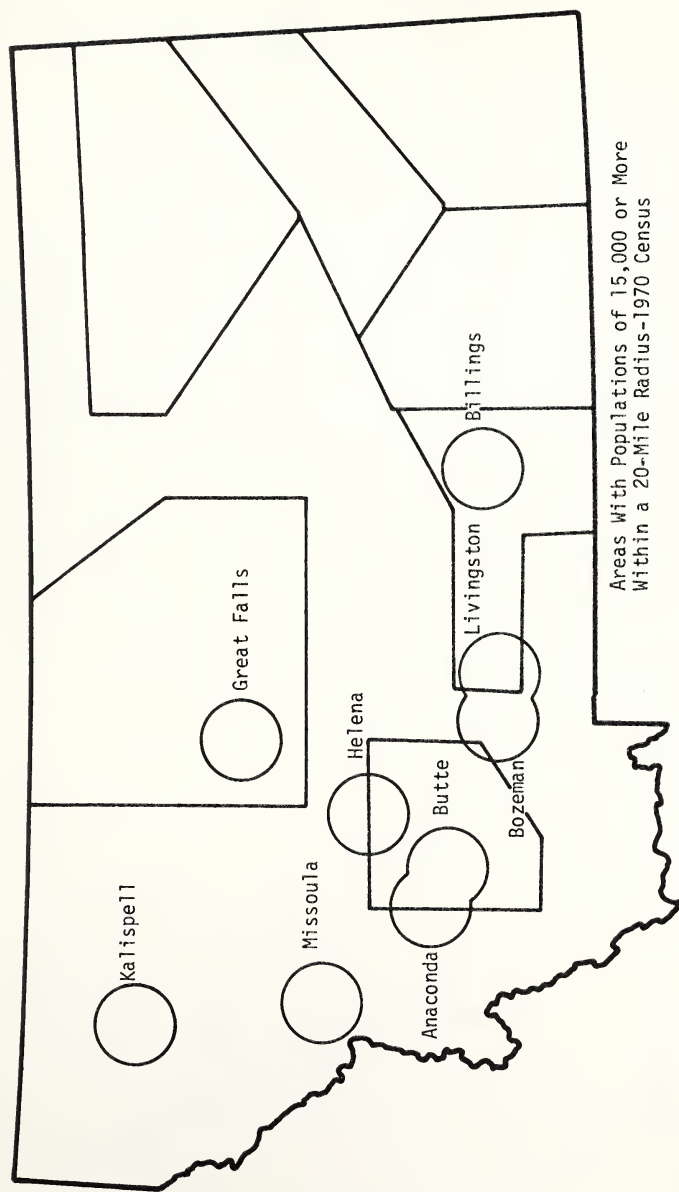 Kalispell
Great Falls
Missoula
Helena
Anaconda
Butte
Bozeman
Livingston
Billings
Areas With Populations of 15,000 or More
Within a 20-Mile Radius-1970 Census